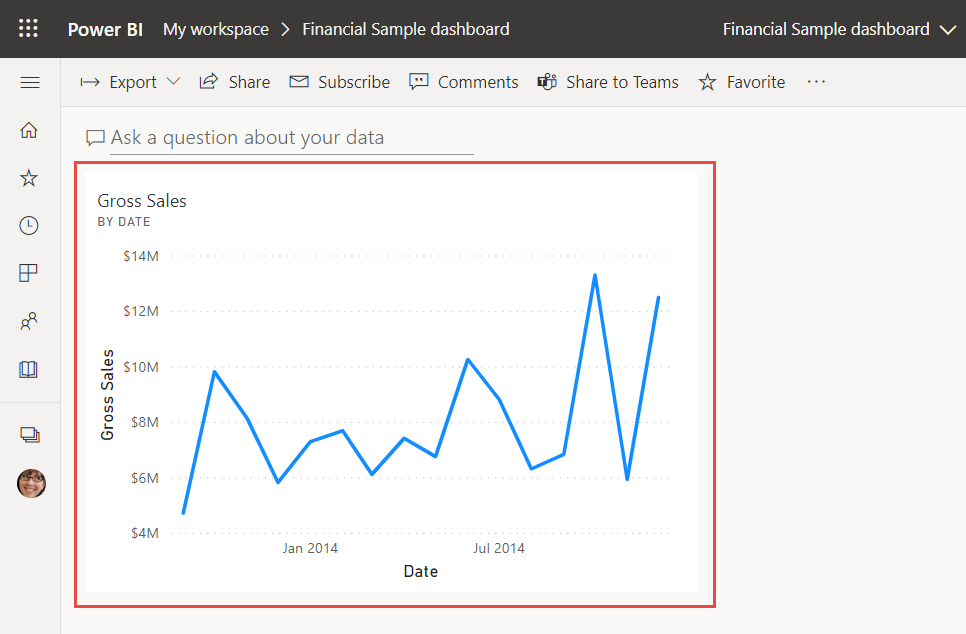 Power BI My workspace > Financial Sample dashboard Financial Sample dashboard
Export Share Subscribe Comments Share to Teams Favorite ...
Ask a question about your data
Gross Sales
BY DATE
$14M
$12M
$10M
$8M
$6M
$4M
Gross Sales
Jan 2014 Jul 2014
Date